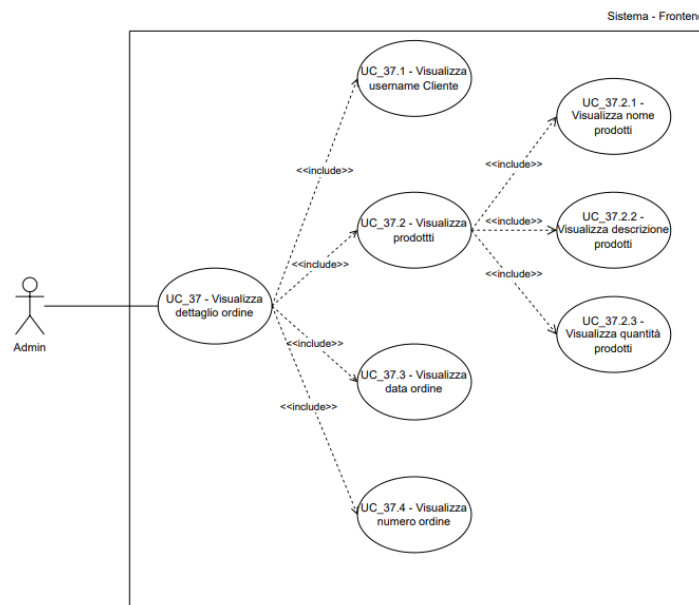 Sistema - Frontend
UC_37.1 - Visualizza
username Cliente
UC_37.2.1 -
Visualizza nome
prodotti
<<include>>
<<include>>
UC_37.2 - Visualizza
prodottti
<<include>>
UC_37.2.2 -
Visualizza descrizione
prodotti
<<include>>
<<include>>
UC_37 - Visualizza
dettaglio ordine
Admin
UC_37.2.3 -
Visualizza quantità
prodotti
<<include>>
UC_37.3 - Visualizza
data ordine
<<include>>
UC_37.4 - Visualizza
numero ordine